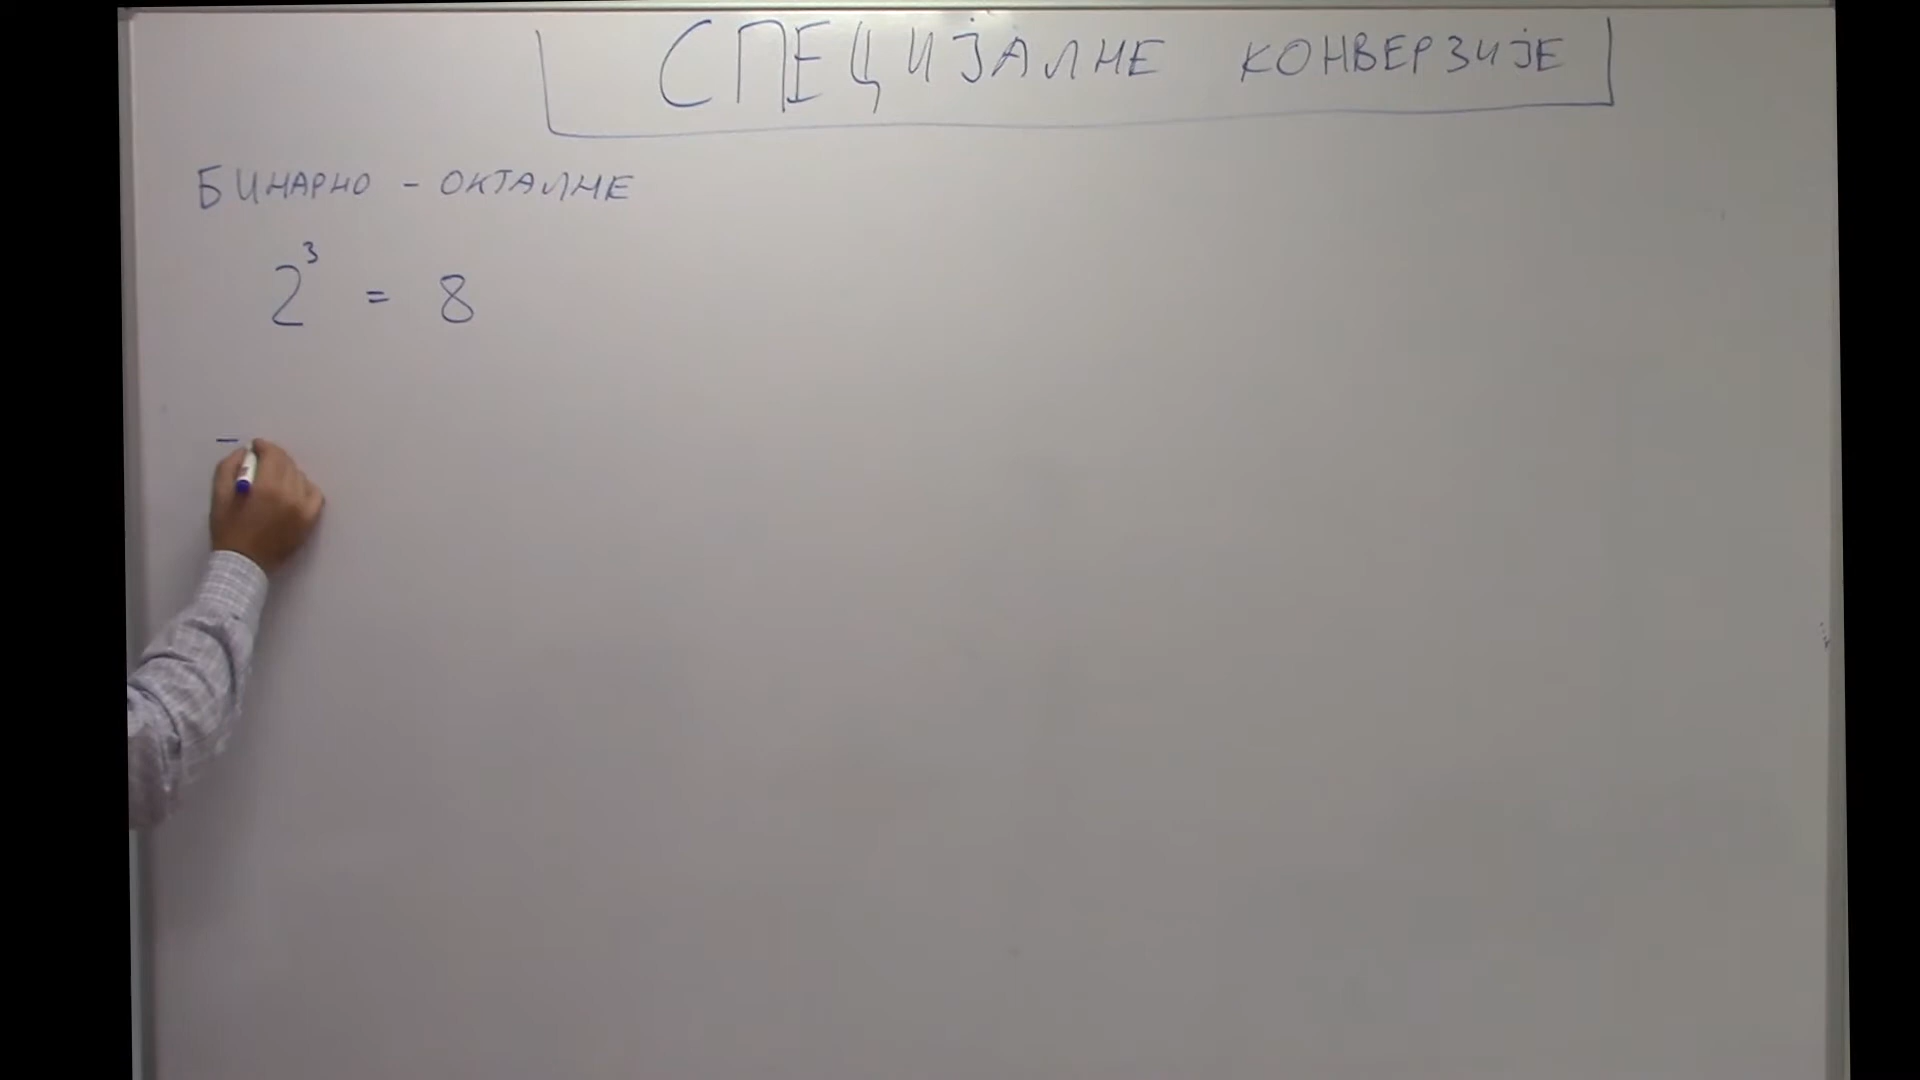 СПЕЦИЈАЛНЕ КОНВЕРЗИЈЕ
БИНАРНО - ОКТАЛНЕ
2³ = 8
-